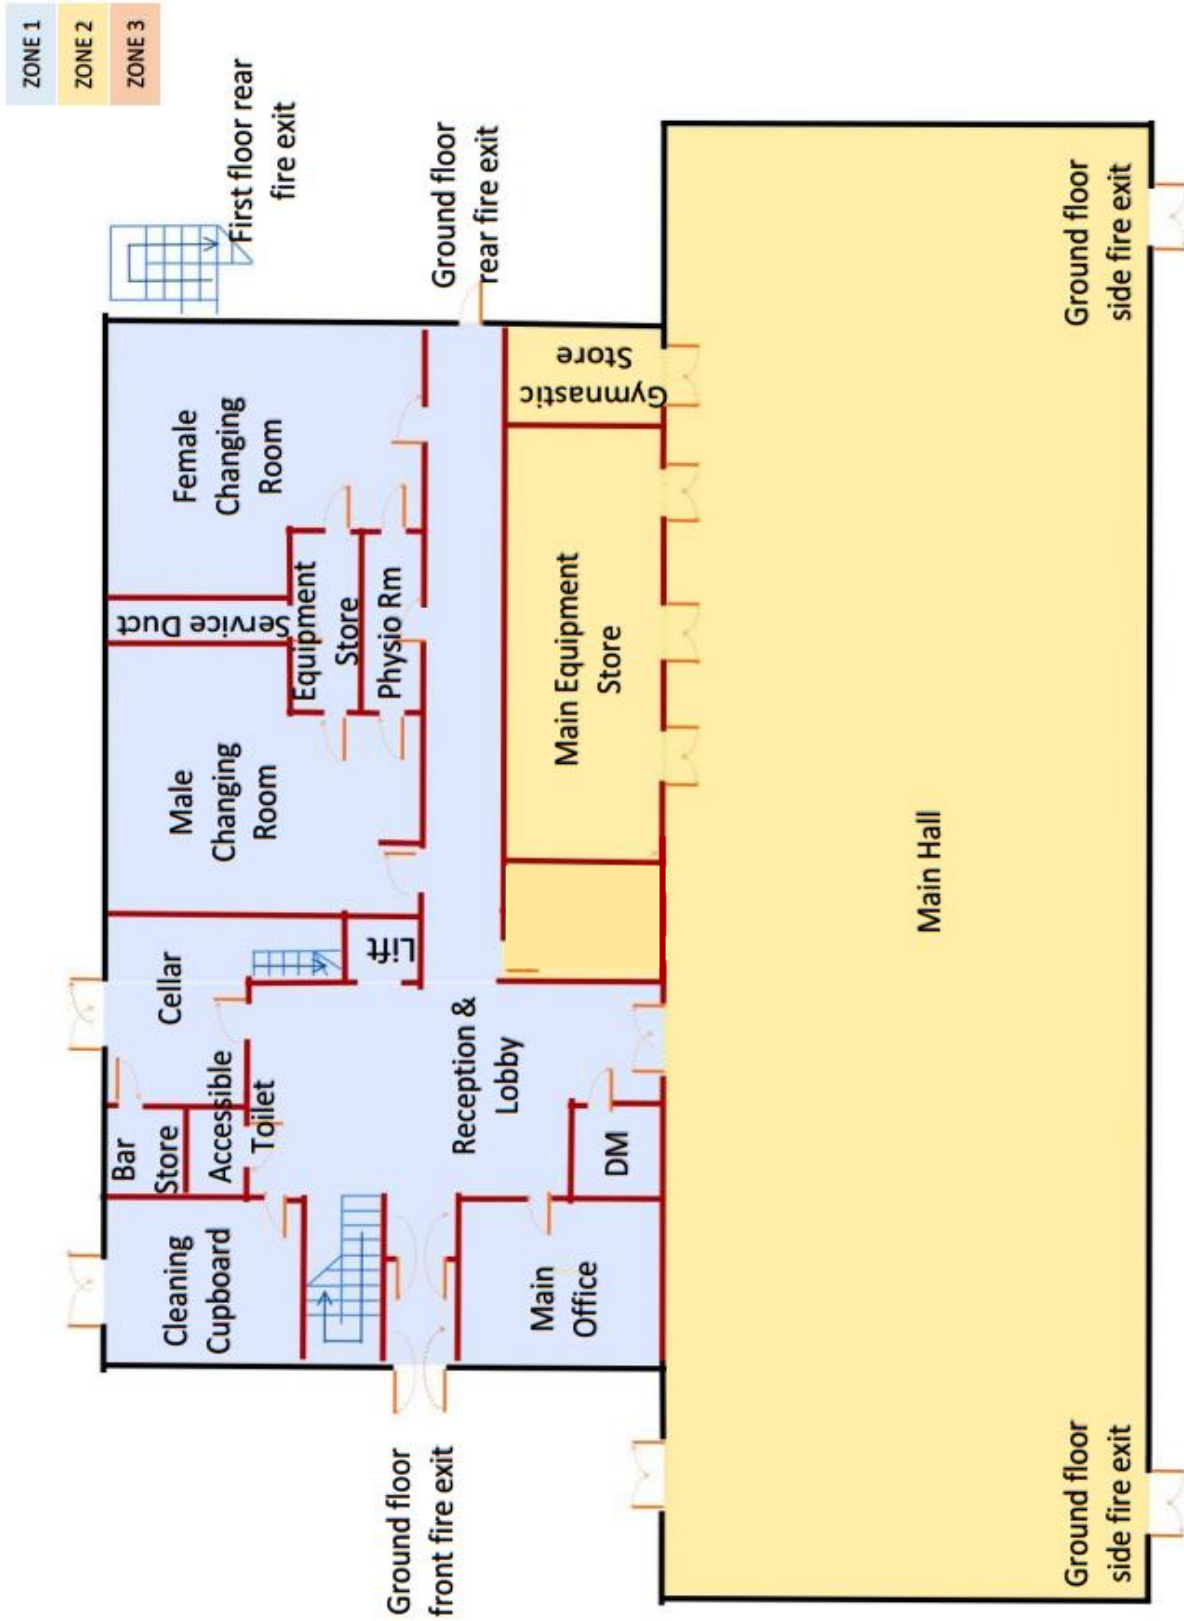 ZONE 1
ZONE 2
ZONE 3
First floor rear
fire exit
Ground floor
rear fire exit
Ground floor
side fire exit
Female
Changing
Room
Gymnastic
Store
Service Duct
Equipment
Store
Physio Rm
Main Equipment
Store
Male
Changing
Room
Main Hall
Cellar
Lift
Accessible
Toilet
Bar
Store
Reception &
Lobby
DM
Cleaning
Cupboard
Main
Office
Ground floor
front fire exit
Ground floor
side fire exit